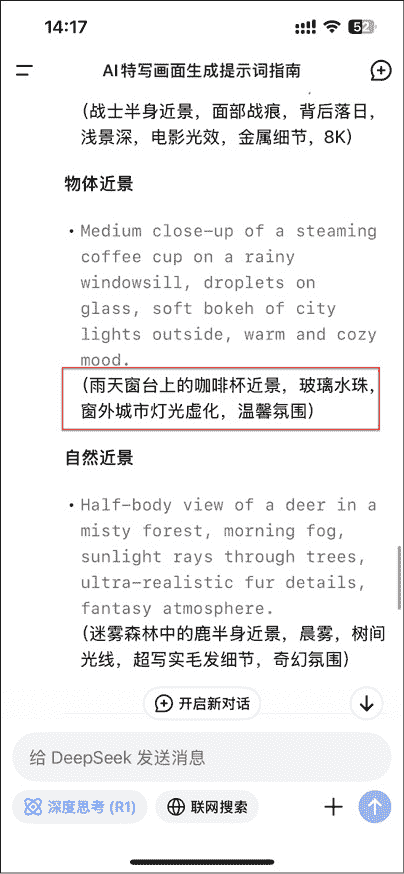 14:17
52
AI特写画面生成提示词指南
（战士半身近景，面部战痕，背后落日，
浅景深，电影光效，金属细节，8K）
物体近景
• Medium close-up of a steaming
coffee cup on a rainy
windowsill, droplets on
glass, soft bokeh of city
lights outside, warm and cozy
mood.
（雨天窗台上的咖啡杯近景，玻璃水珠，
窗外城市灯光虚化，温馨氛围）
自然近景
• Half-body view of a deer in a
misty forest, morning fog,
sunlight rays through trees,
ultra-realistic fur details,
fantasy atmosphere.
（迷雾森林中的鹿半身近景，晨雾，树间
光线，超写实毛发细节，奇幻氛围）
开启新对话
给 DeepSeek 发送消息
深度思考 (R1) 联网搜索